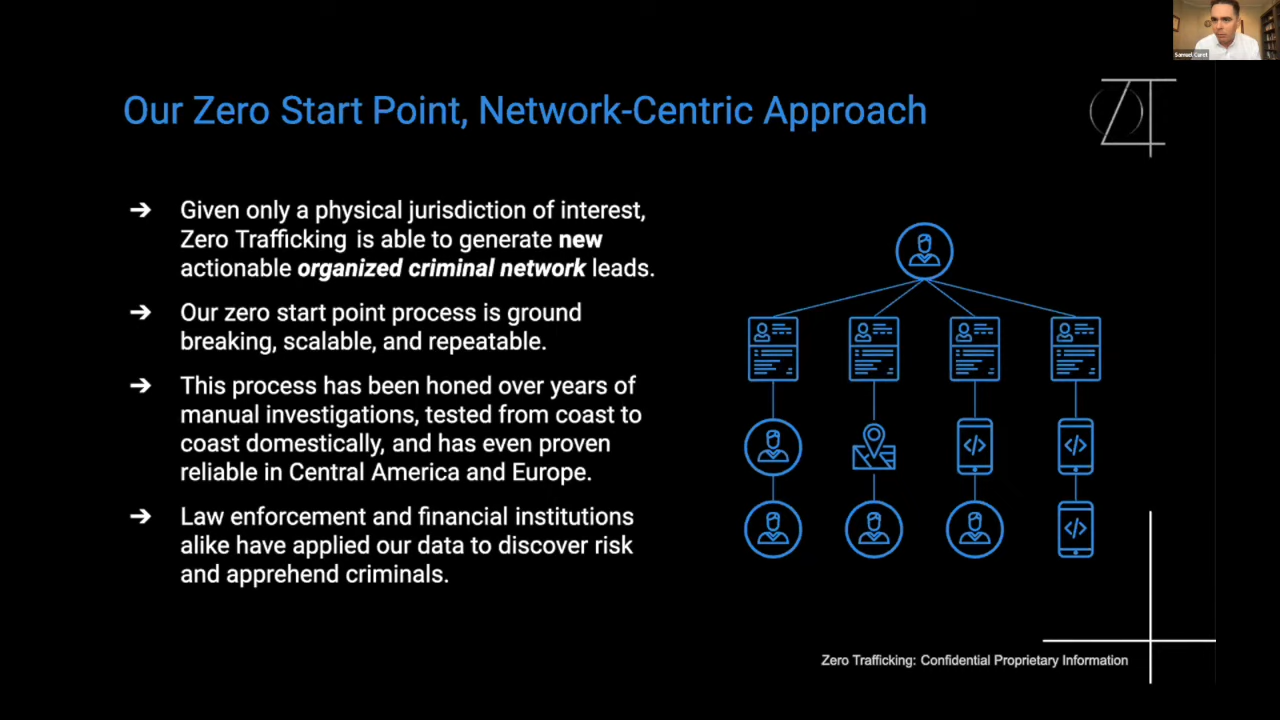 Samuel Carst
Our Zero Start Point, Network-Centric Approach
➔ Given only a physical jurisdiction of interest,
Zero Trafficking is able to generate new
actionable organized criminal network leads.
➔ Our zero start point process is ground
breaking, scalable, and repeatable.
➔ This process has been honed over years of
manual investigations, tested from coast to
coast domestically, and has even proven
reliable in Central America and Europe.
➔ Law enforcement and financial institutions
alike have applied our data to discover risk
and apprehend criminals.
Zero Trafficking: Confidential Proprietary Information